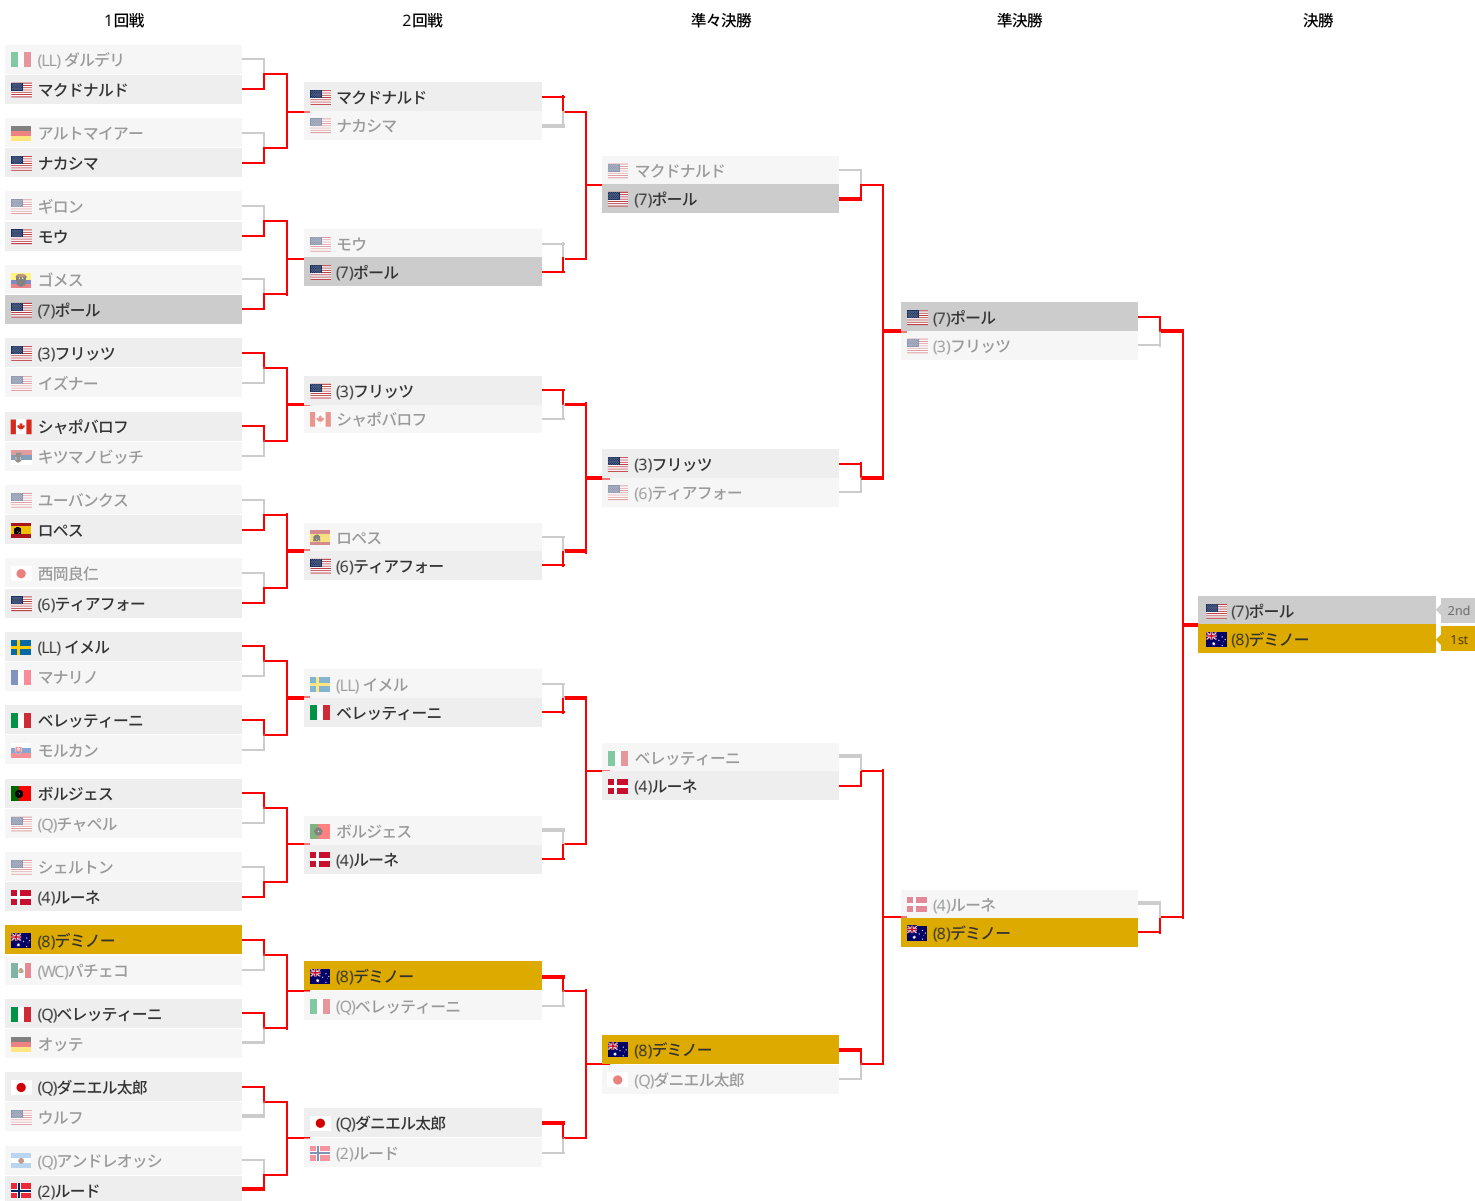 1回戦
2回戦
準々決勝
準決勝
決勝
(LL) ダルデリ
マクドナルド
アルトマイアー
ナカシマ
ギロン
モウ
ゴメス
(7)ポール
(3)フリッツ
イズナー
シャポバロフ
キツマノビッチ
ユーバンクス
ロペス
西岡良仁
(6)ティアフォー
(LL) イメル
マナリノ
ベレッティーニ
モルカン
ボルジェス
(Q)チャペル
シェルトン
(4)ルーネ
(8)デミノー
(WC)パチェコ
(Q)ベレッティーニ
オッテ
(Q)ダニエル太郎
ウルフ
(Q)アンドレオッシ
(2)ルード
マクドナルド
ナカシマ
モウ
(7)ポール
(3)フリッツ
シャポバロフ
ロペス
(6)ティアフォー
(LL) イメル
ベレッティーニ
ボルジェス
(4)ルーネ
(8)デミノー
(Q)ベレッティーニ
(Q)ダニエル太郎
(2)ルード
マクドナルド
(7)ポール
(3)フリッツ
(6)ティアフォー
ベレッティーニ
(4)ルーネ
(8)デミノー
(Q)ダニエル太郎
(7)ポール
(3)フリッツ
(4)ルーネ
(8)デミノー
(7)ポール
2nd
(8)デミノー
1st